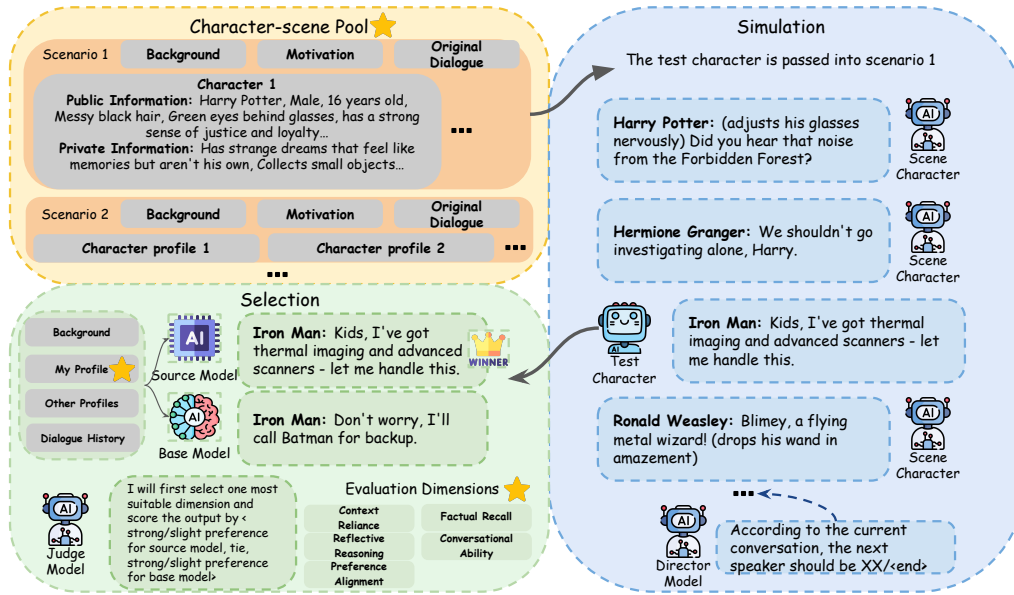 Character-scene Pool
Scenario 1
Background
Motivation
Original
Dialogue
Character 1
Public Information: Harry Potter, Male, 16 years old,
Messy black hair, Green eyes behind glasses, has a strong
sense of justice and loyalty...
Private Information: Has strange dreams that feel like
memories but aren't his own, Collects small objects...
...
Scenario 2
Background
Motivation
Original
Dialogue
Character profile 1
Character profile 2
...
...
Selection
Background
My Profile
Other Profiles
Dialogue History
AI
Source Model
AI
Base Model
Iron Man: Kids, I've got
thermal imaging and advanced
scanners - let me handle this.
WINNER
Iron Man: Don't worry, I'll
call Batman for backup.
AI
Judge
Model
I will first select one most
suitable dimension and
score the output by <
strong/slight preference
for source model, tie,
strong/slight preference
for base model>
Evaluation Dimensions
Context
Reliance
Reflective
Reasoning
Preference
Alignment
Factual Recall
Conversational
Ability
Simulation
The test character is passed into scenario 1
Harry Potter: (adjusts his glasses
nervously) Did you hear that noise
from the Forbidden Forest?
AI
Scene
Character
Hermione Granger: We shouldn't go
investigating alone, Harry.
AI
Scene
Character
AI
Test
Character
Iron Man: Kids, I've got thermal
imaging and advanced scanners - let
me handle this.
Ronald Weasley: Blimey, a flying
metal wizard! (drops his wand in
amazement)
AI
Scene
Character
...
AI
Director
Model
According to the current
conversation, the next
speaker should be XX/<end>